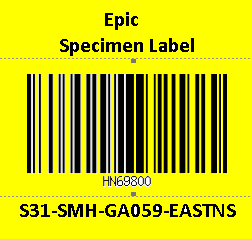 Epic
Specimen Label
HN69800
S31-SMH-GA059-EASTNS